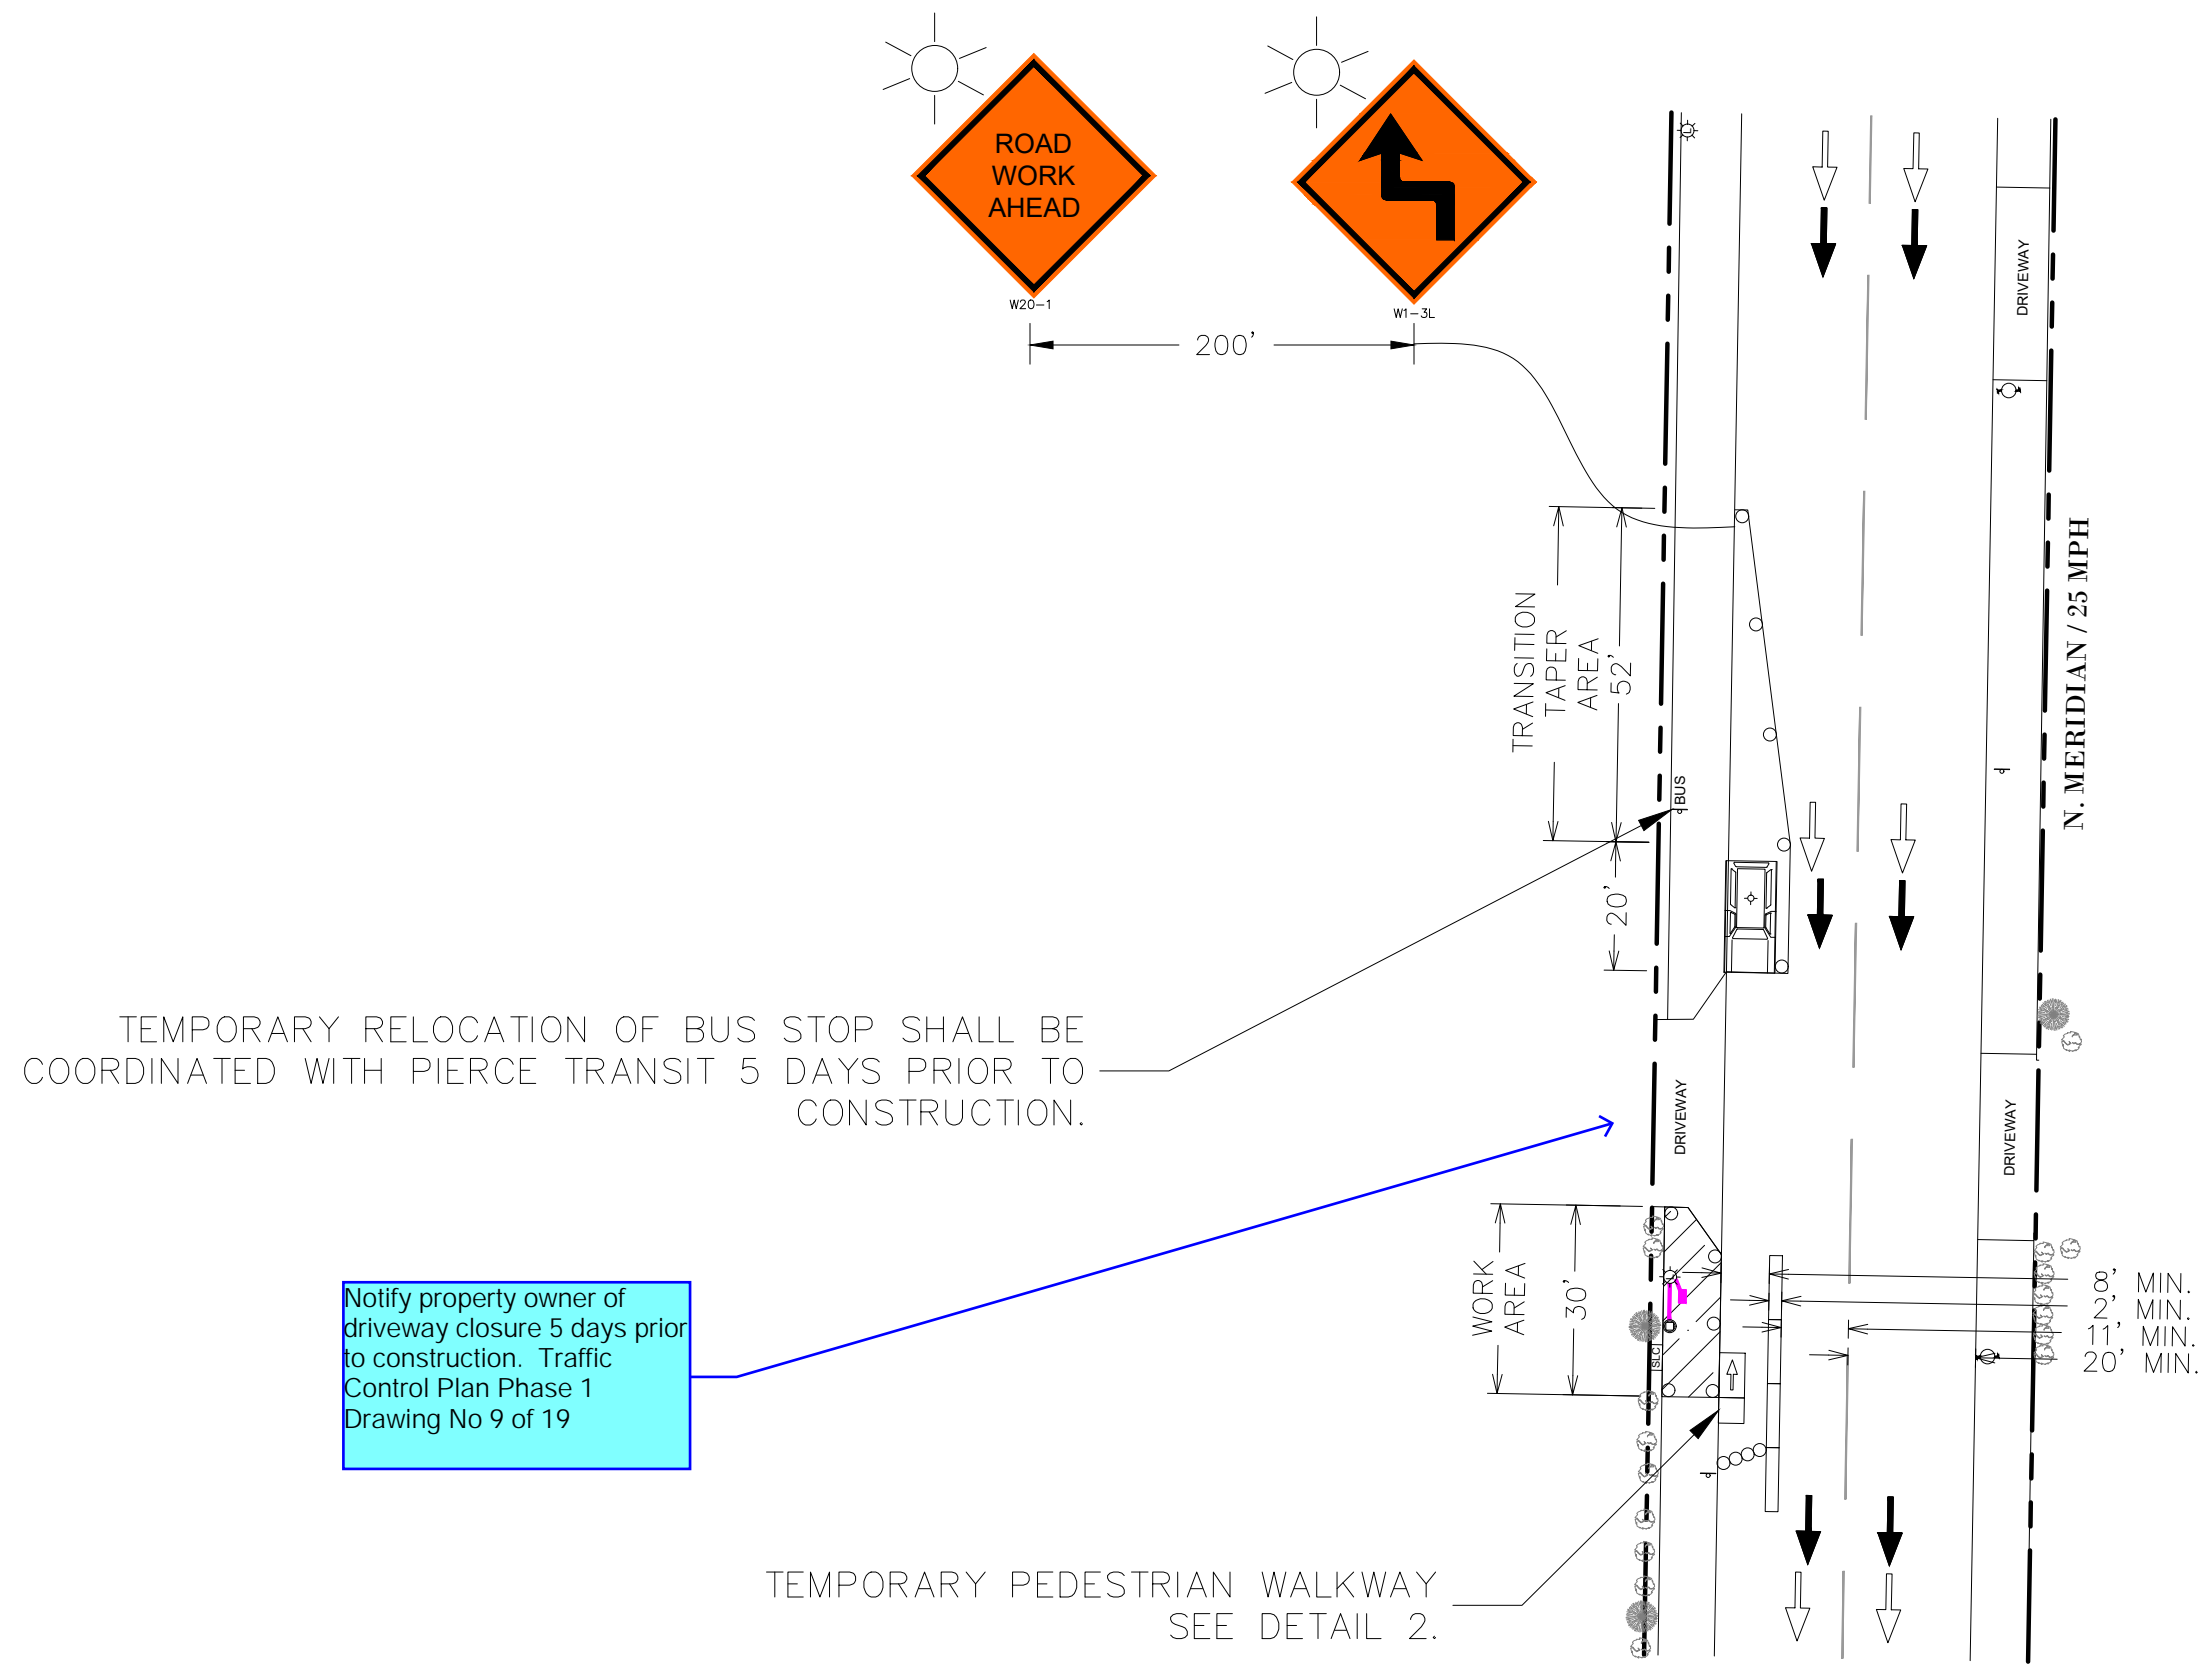 ROAD
WORK
AHEAD
W20-1
W1-3L
200'
L
DRIVEWAY
N. MERIDIAN / 25 MPH
TRANSITION
TAPER
AREA
52'
BUS
20'
TEMPORARY RELOCATION OF BUS STOP SHALL BE
COORDINATED WITH PIERCE TRANSIT 5 DAYS PRIOR TO
CONSTRUCTION.
DRIVEWAY
DRIVEWAY
WORK
AREA
30'
SLC
8' MIN.
2' MIN.
11' MIN.
20' MIN.
Notify property owner of
driveway closure 5 days prior
to construction.  Traffic
Control Plan Phase 1
Drawing No 9 of 19
TEMPORARY PEDESTRIAN WALKWAY
SEE DETAIL 2.